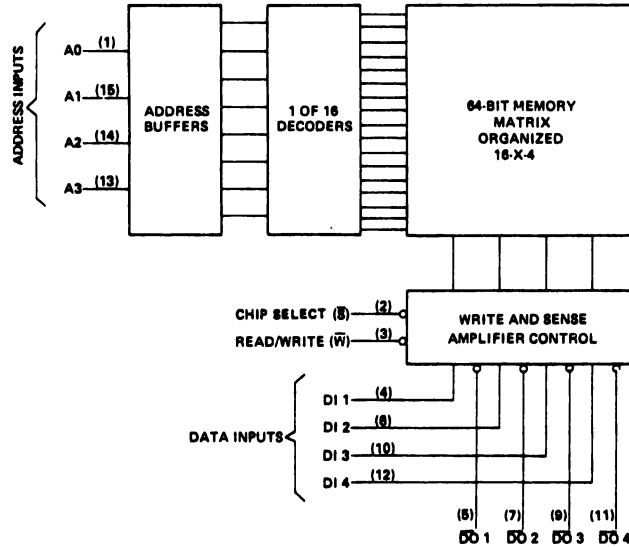 ADDRESS INPUTS
A0 (1)
A1 (15)
A2 (14)
A3 (13)
ADDRESS
BUFFERS
1 OF 16
DECODERS
64-BIT MEMORY
MATRIX
ORGANIZED
16-X-4
CHIP SELECT (S̅) (2)
READ/WRITE (W̅) (3)
WRITE AND SENSE
AMPLIFIER CONTROL
DATA INPUTS
DI 1 (4)
DI 2 (6)
DI 3 (10)
DI 4 (12)
(5) (7) (9) (11)
D̅O̅ 1 D̅O̅ 2 D̅O̅ 3 D̅O̅ 4